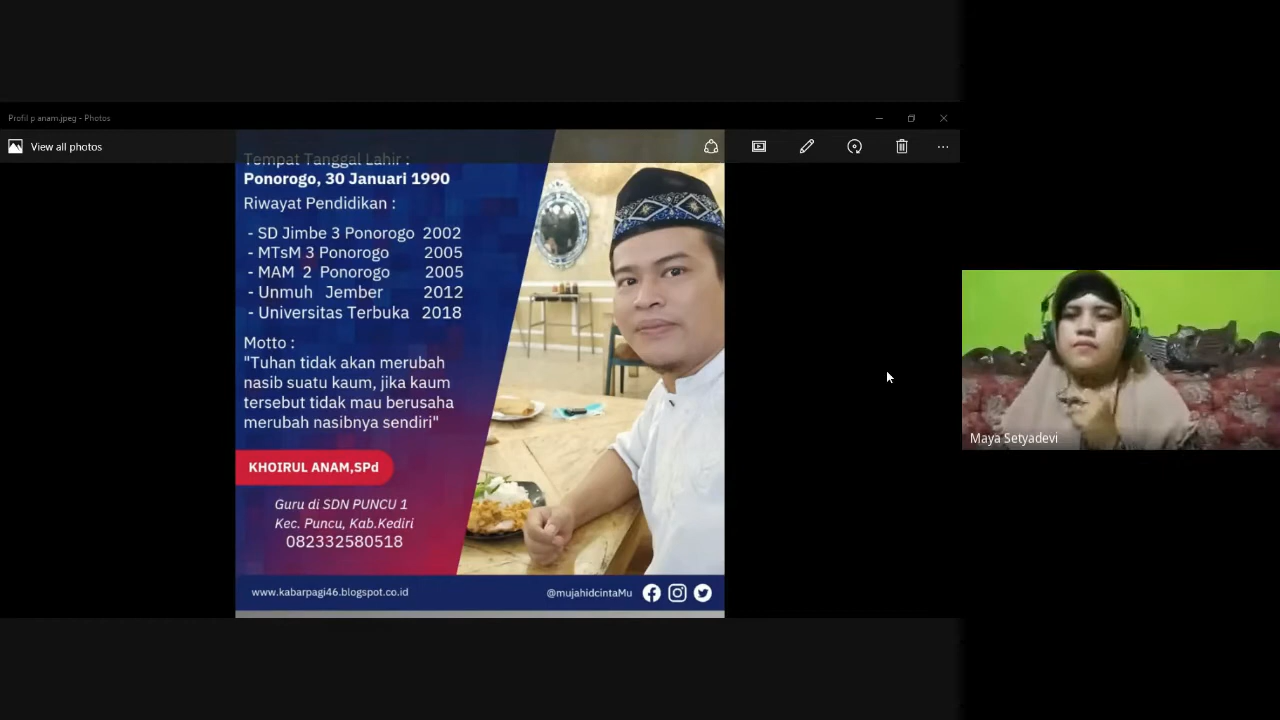 Profil p anam.jpeg - Photos
View all photos
Tempat Tanggal Lahir :
Ponorogo, 30 Januari 1990
Riwayat Pendidikan :
- SD Jimbe 3 Ponorogo 2002
- MTsM 3 Ponorogo 2005
- MAM 2 Ponorogo 2005
- Unmuh Jember 2012
- Universitas Terbuka 2018
Motto :
"Tuhan tidak akan merubah
nasib suatu kaum, jika kaum
tersebut tidak mau berusaha
merubah nasibnya sendiri"
KHOIRUL ANAM,SPd
Guru di SDN PUNCU 1
Kec. Puncu, Kab.Kediri
082332580518
www.kabarpagi46.blogspot.co.id
@mujahidcintaMu
Maya Setyadevi